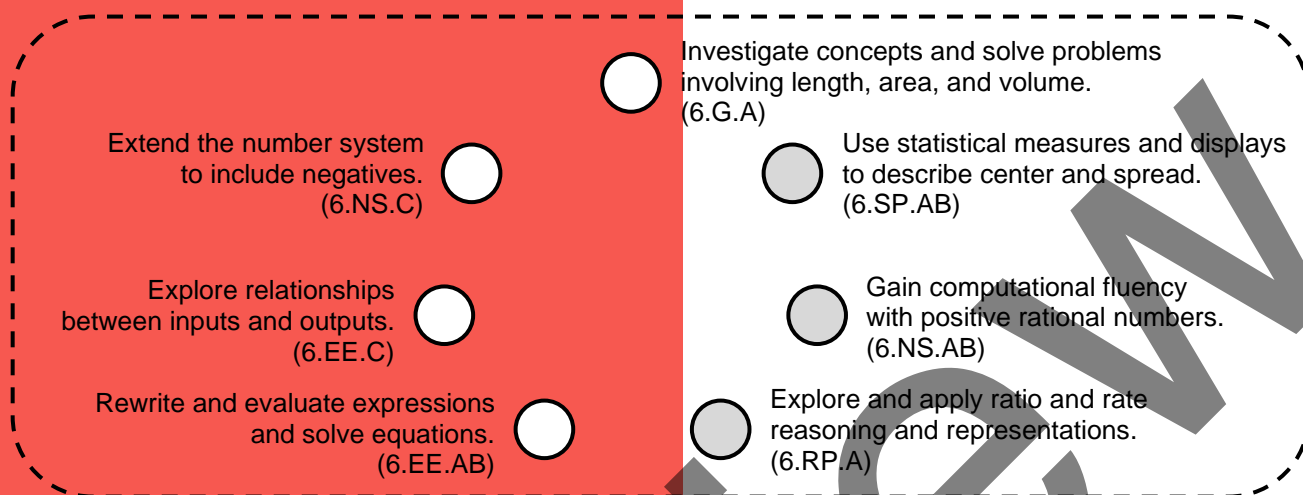 Investigate concepts and solve problems
involving length, area, and volume.
(6.G.A)
Extend the number system
to include negatives.
(6.NS.C)
Use statistical measures and displays
to describe center and spread.
(6.SP.AB)
Explore relationships
between inputs and outputs.
(6.EE.C)
Gain computational fluency
with positive rational numbers.
(6.NS.AB)
Rewrite and evaluate expressions
and solve equations.
(6.EE.AB)
Explore and apply ratio and rate
reasoning and representations.
(6.RP.A)